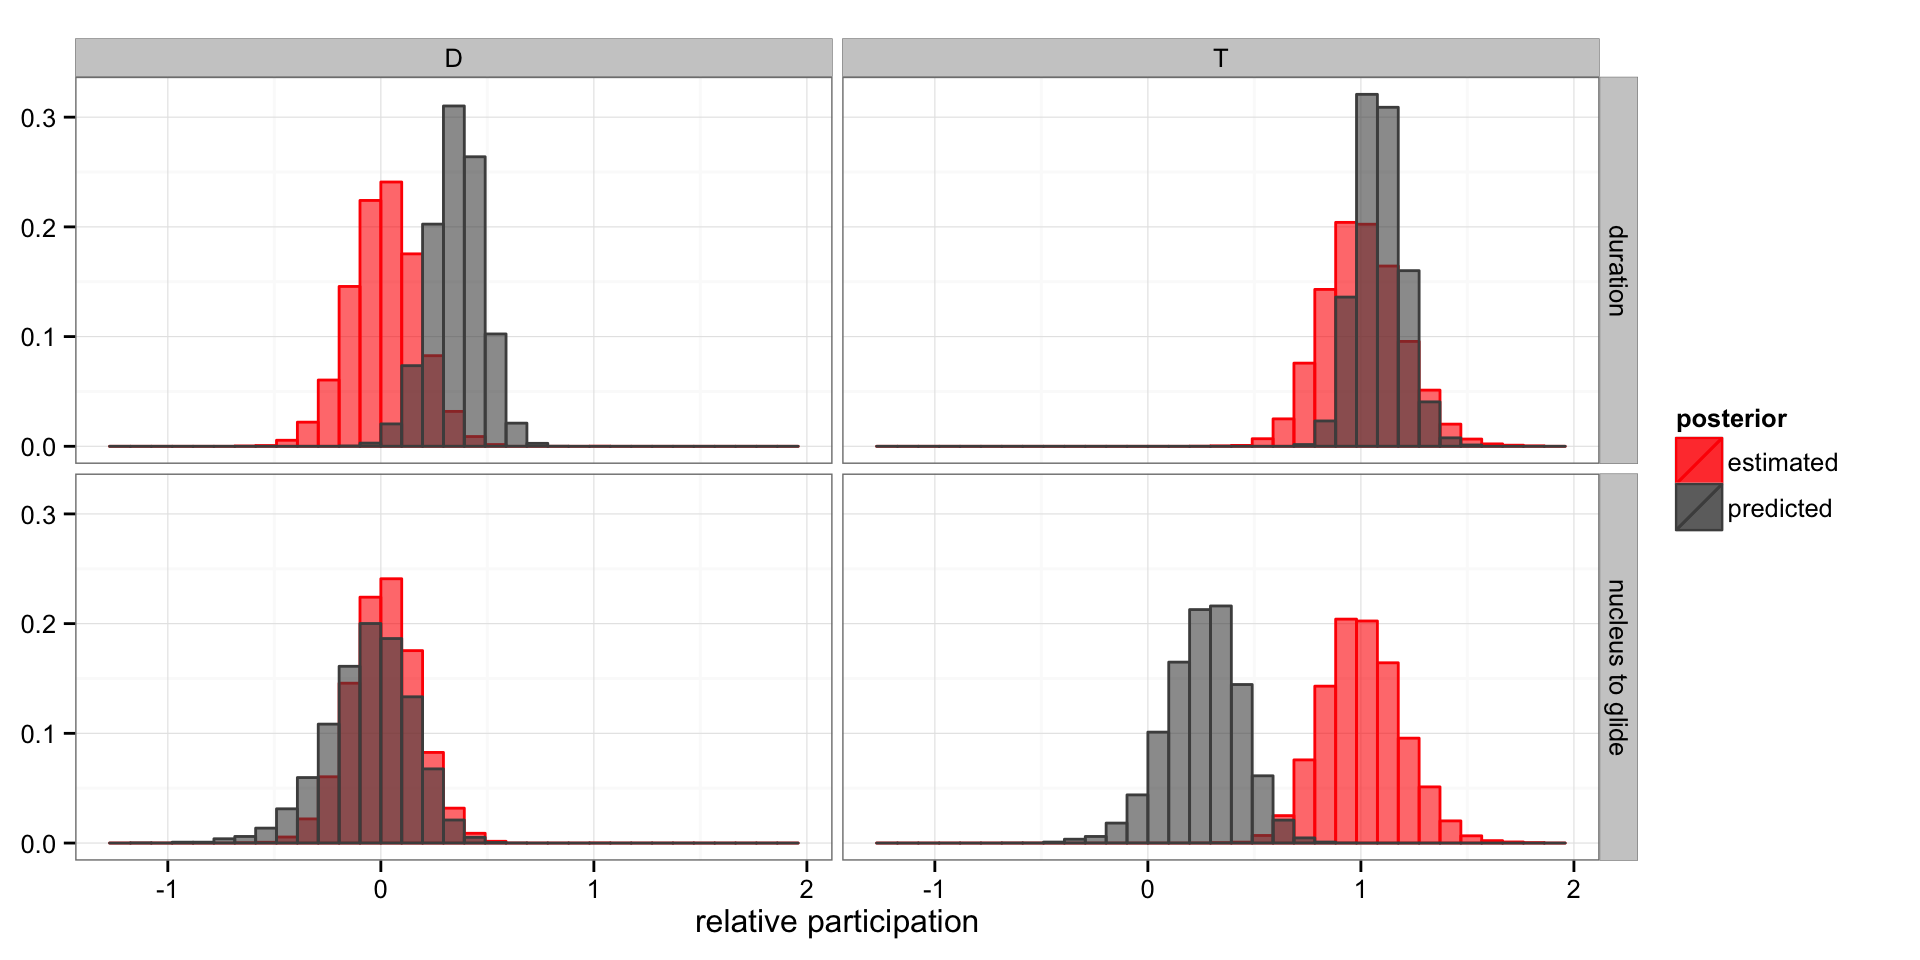 D
T
0.3
0.2
0.1
0.0
duration
0.3
0.2
0.1
0.0
nucleus to glide
-1
0
1
2
-1
0
1
2
relative participation
posterior
estimated
predicted